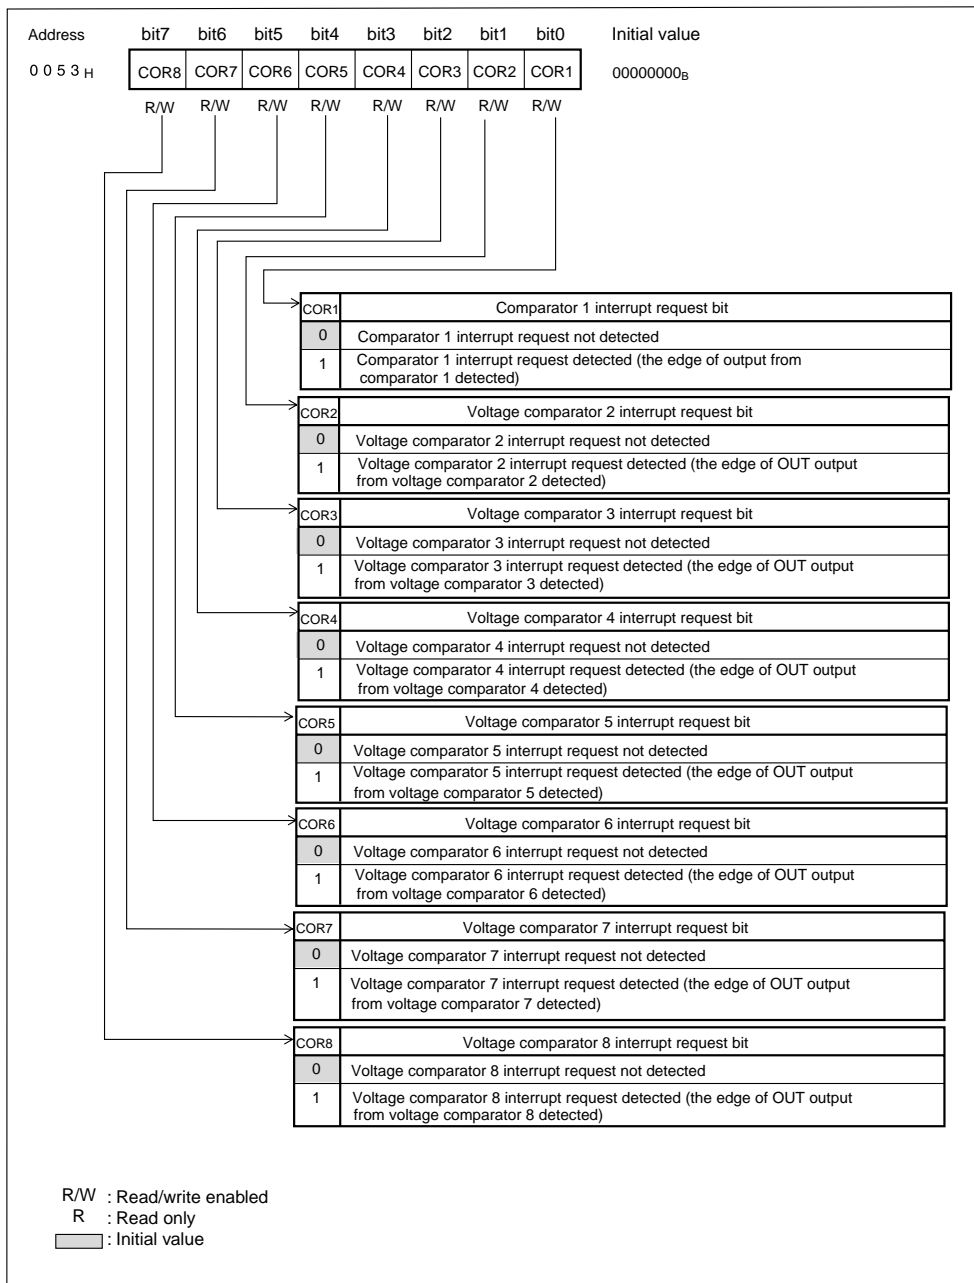 Address bit7 bit6 bit5 bit4 bit3 bit2 bit1 bit0 Initial value
0 0 5 3 H COR8 COR7 COR6 COR5 COR4 COR3 COR2 COR1 00000000B
R/W R/W R/W R/W R/W R/W R/W R/W
COR1 Comparator 1 interrupt request bit
0 Comparator 1 interrupt request not detected
1 Comparator 1 interrupt request detected (the edge of output from
comparator 1 detected)
COR2 Voltage comparator 2 interrupt request bit
0 Voltage comparator 2 interrupt request not detected
1 Voltage comparator 2 interrupt request detected (the edge of OUT output
from voltage comparator 2 detected)
COR3 Voltage comparator 3 interrupt request bit
0 Voltage comparator 3 interrupt request not detected
1 Voltage comparator 3 interrupt request detected (the edge of OUT output
from voltage comparator 3 detected)
COR4 Voltage comparator 4 interrupt request bit
0 Voltage comparator 4 interrupt request not detected
1 Voltage comparator 4 interrupt request detected (the edge of OUT output
from voltage comparator 4 detected)
COR5 Voltage comparator 5 interrupt request bit
0 Voltage comparator 5 interrupt request not detected
1 Voltage comparator 5 interrupt request detected (the edge of OUT output
from voltage comparator 5 detected)
COR6 Voltage comparator 6 interrupt request bit
0 Voltage comparator 6 interrupt request not detected
1 Voltage comparator 6 interrupt request detected (the edge of OUT output
from voltage comparator 6 detected)
COR7 Voltage comparator 7 interrupt request bit
0 Voltage comparator 7 interrupt request not detected
1 Voltage comparator 7 interrupt request detected (the edge of OUT output
from voltage comparator 7 detected)
COR8 Voltage comparator 8 interrupt request bit
0 Voltage comparator 8 interrupt request not detected
1 Voltage comparator 8 interrupt request detected (the edge of OUT output
from voltage comparator 8 detected)
R/W : Read/write enabled
R : Read only
: Initial value